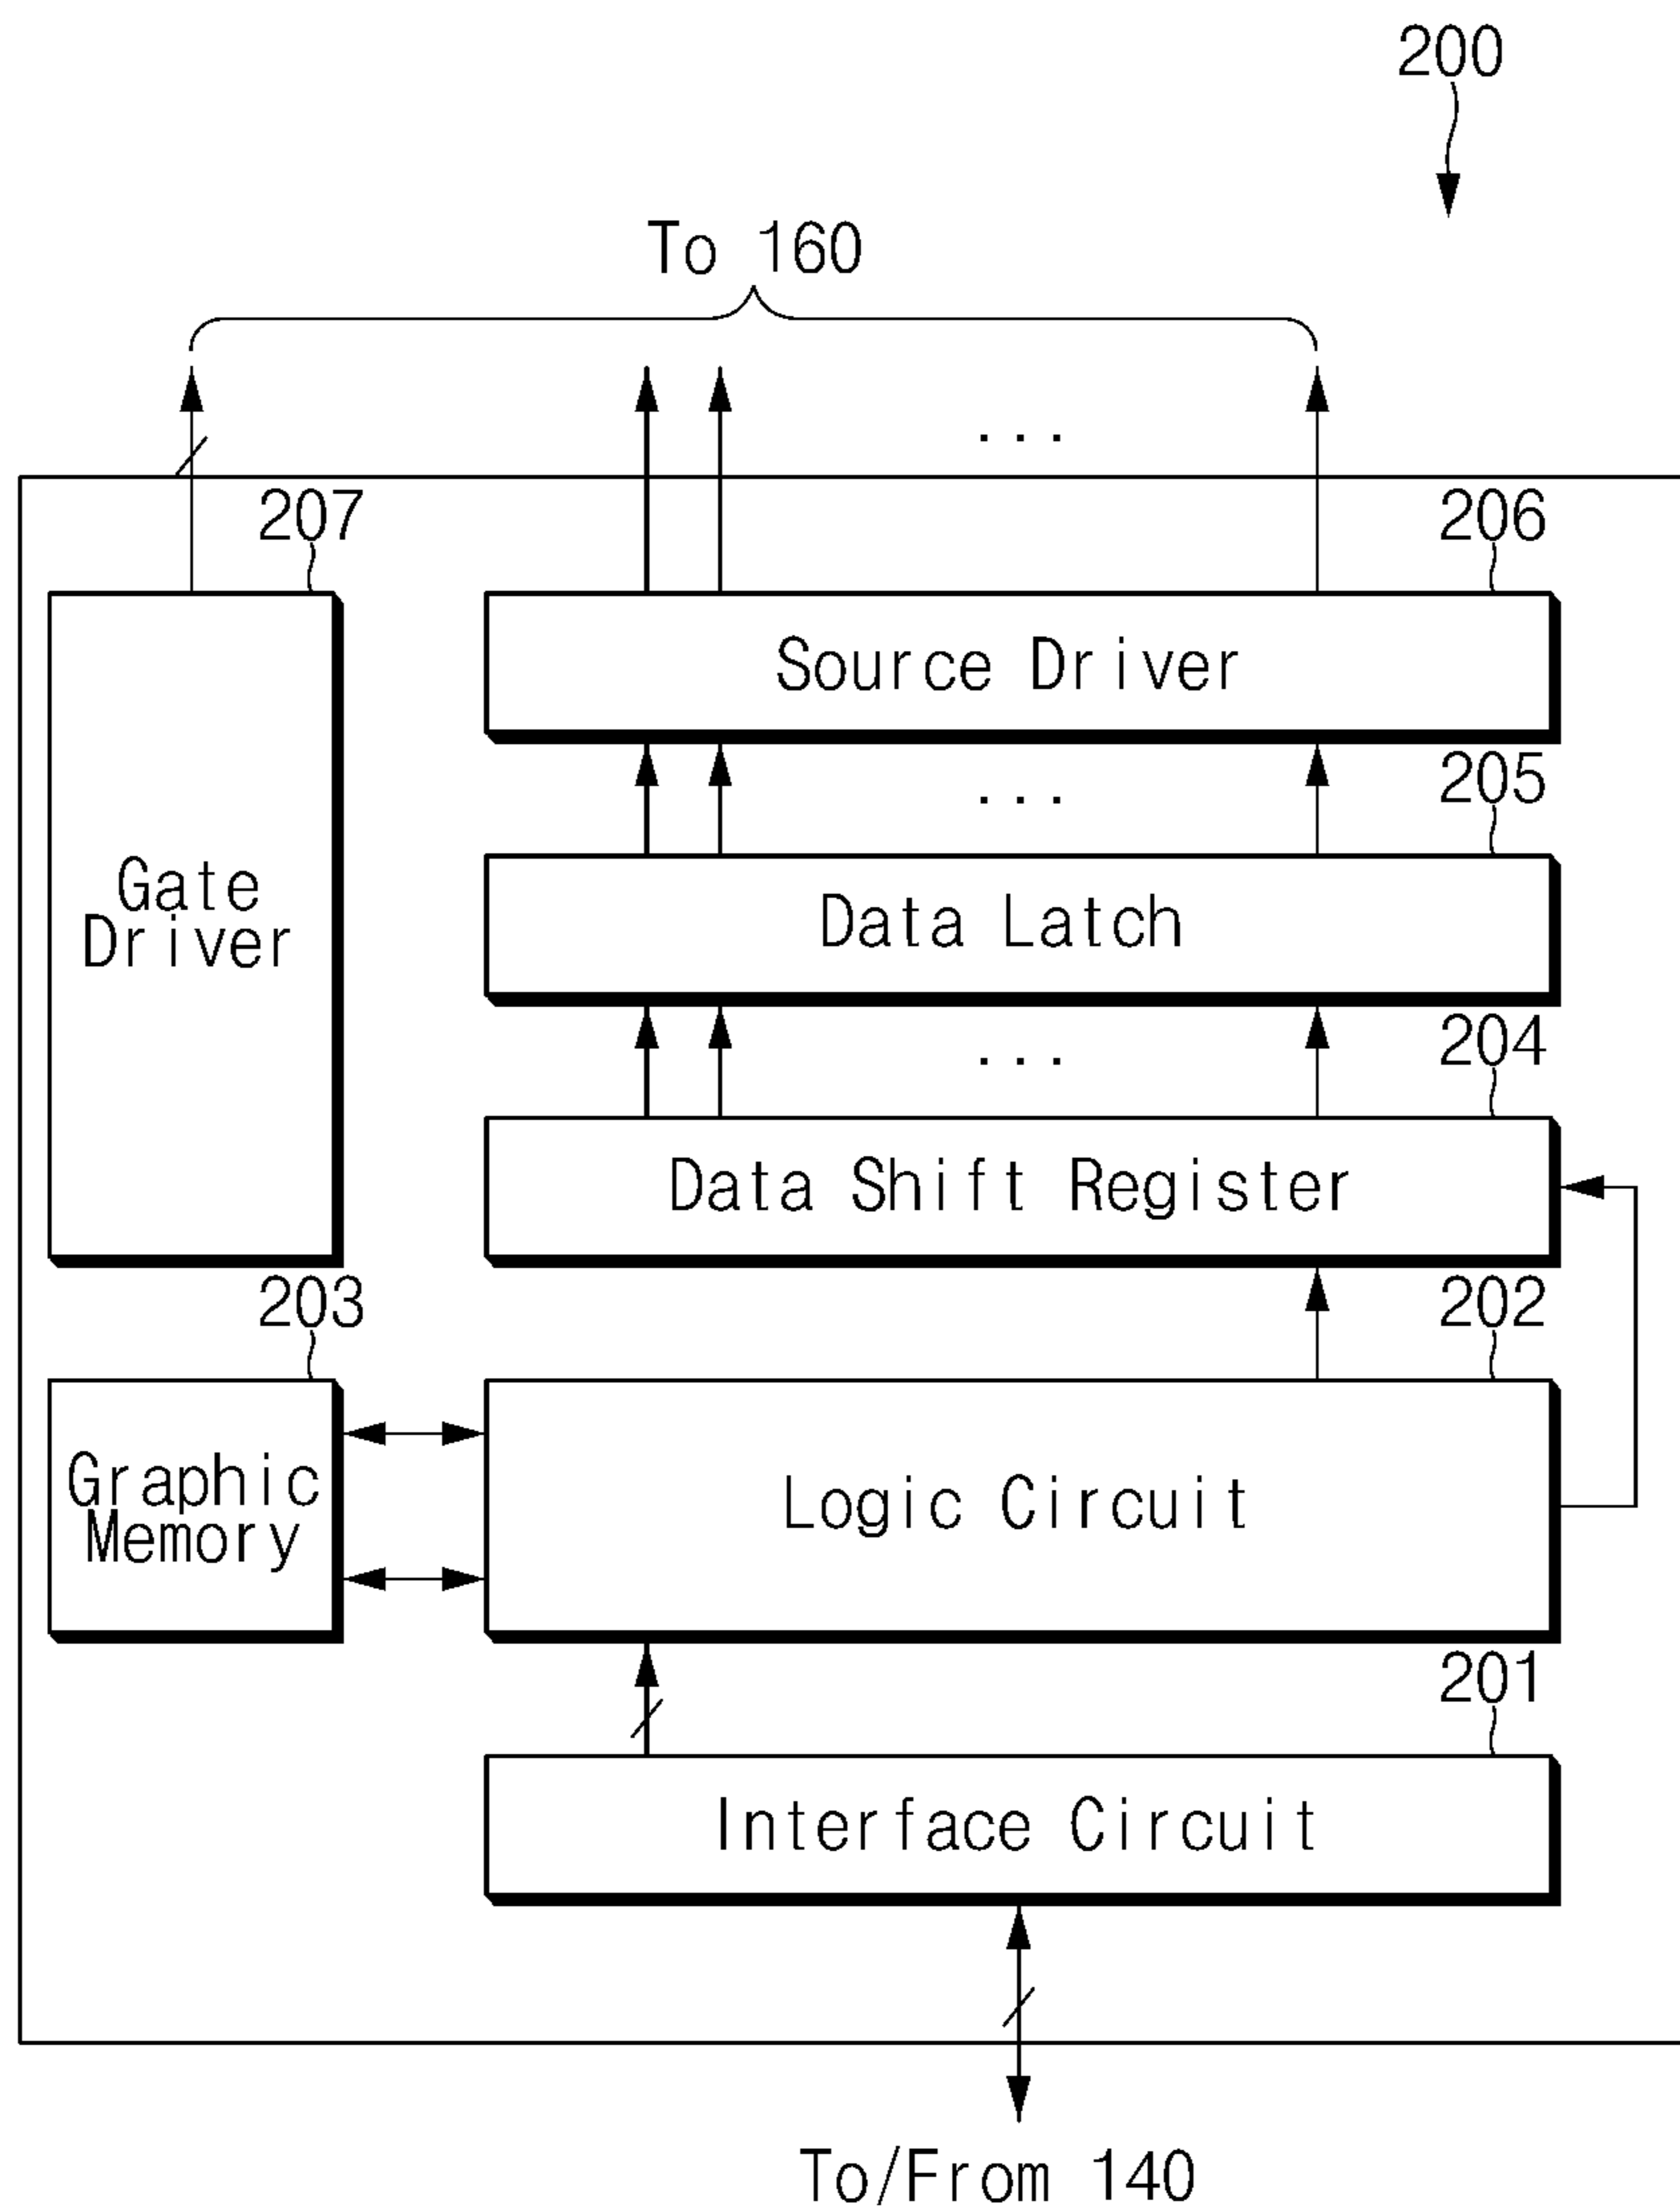 200
To 160
...
207
206
Source Driver
...
205
Gate
Driver
Data Latch
...
204
Data Shift Register
203
202
Graphic
Memory
Logic Circuit
201
Interface Circuit
To/From 140